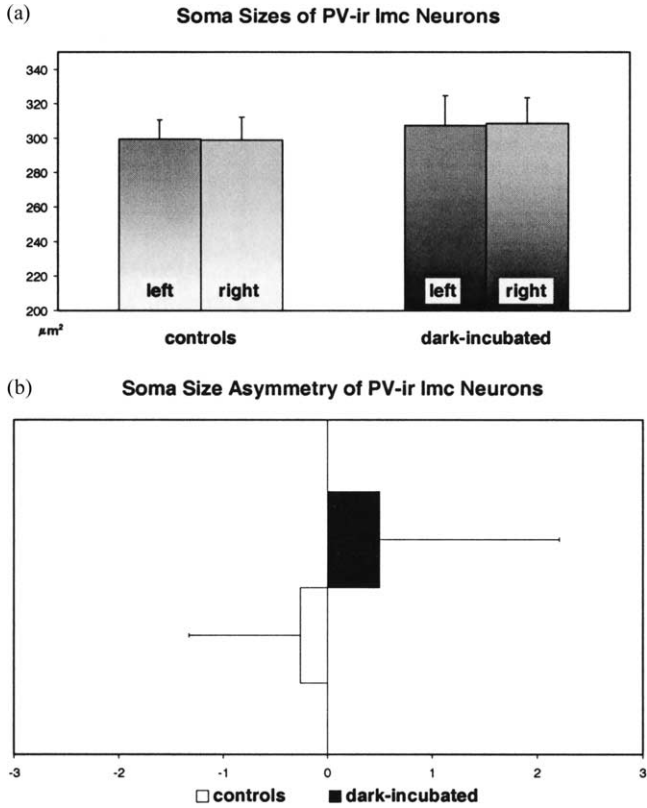 (a)
Soma Sizes of PV-ir Imc Neurons
340
320
300
280
260
240
220
200
μm²
left right left right
controls dark-incubated
(b)
Soma Size Asymmetry of PV-ir Imc Neurons
-3 -2 -1 0 1 2 3
controls dark-incubated